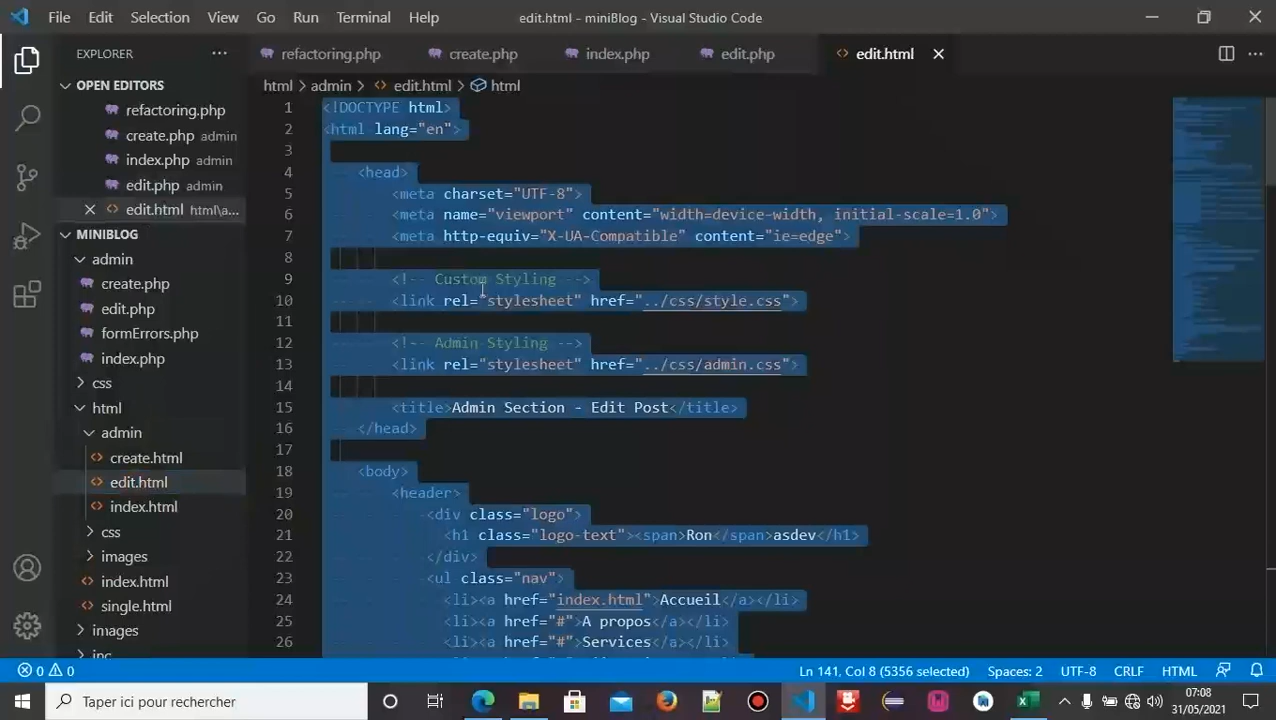 File Edit Selection View Go Run Terminal Help edit.html - miniBlog - Visual Studio Code
EXPLORER
OPEN EDITORS
refactoring.php
create.php admin
index.php admin
edit.php admin
edit.html html\a...
MINIBLOG
admin
create.php
edit.php
formErrors.php
index.php
css
html
admin
create.html
edit.html
index.html
css
images
index.html
single.html
images
refactoring.php create.php index.php edit.php edit.html
html > admin > edit.html > html
1 <!DOCTYPE html>
2 <html lang="en">
3
4 <head>
5 <meta charset="UTF-8">
6 <meta name="viewport" content="width=device-width, initial-scale=1.0">
7 <meta http-equiv="X-UA-Compatible" content="ie=edge">
8
9 <!-- Custom Styling -->
10 <link rel="stylesheet" href="../css/style.css">
11
12 <!-- Admin Styling -->
13 <link rel="stylesheet" href="../css/admin.css">
14
15 <title>Admin Section - Edit Post</title>
16 </head>
17
18 <body>
19 <header>
20 <div class="logo">
21 <h1 class="logo-text"><span>Ron</span>asdev</h1>
22 </div>
23 <ul class="nav">
24 <li><a href="index.html">Accueil</a></li>
25 <li><a href="#">A propos</a></li>
26 <li><a href="#">Services</a></li>
0 0 Ln 141, Col 8 (5356 selected) Spaces: 2 UTF-8 CRLF HTML
Taper ici pour rechercher
07:08
31/05/2021